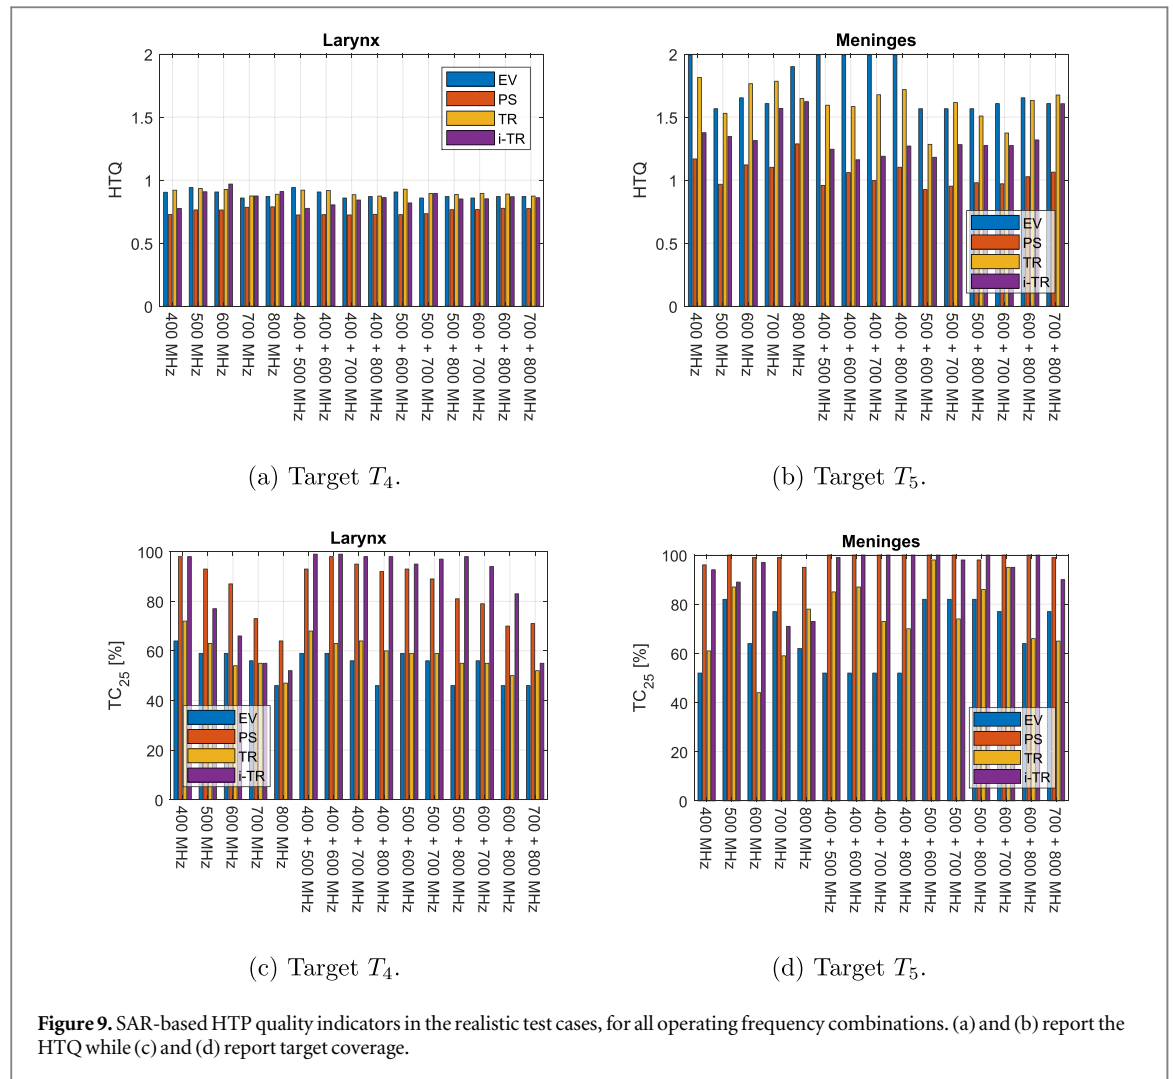 Larynx
2
1.5
1
0.5
0
HTQ
EV
PS
TR
i-TR
400 MHz
500 MHz
600 MHz
700 MHz
800 MHz
400 + 500 MHz
400 + 600 MHz
400 + 700 MHz
400 + 800 MHz
500 + 600 MHz
500 + 700 MHz
500 + 800 MHz
600 + 700 MHz
600 + 800 MHz
700 + 800 MHz
(a) Target T4.
Meninges
2
1.5
1
0.5
0
HTQ
EV
PS
TR
i-TR
400 MHz
500 MHz
600 MHz
700 MHz
800 MHz
400 + 500 MHz
400 + 600 MHz
400 + 700 MHz
400 + 800 MHz
500 + 600 MHz
500 + 700 MHz
500 + 800 MHz
600 + 700 MHz
600 + 800 MHz
700 + 800 MHz
(b) Target T5.
Larynx
100
80
60
40
20
0
TC25 [%]
EV
PS
TR
i-TR
400 MHz
500 MHz
600 MHz
700 MHz
800 MHz
400 + 500 MHz
400 + 600 MHz
400 + 700 MHz
400 + 800 MHz
500 + 600 MHz
500 + 700 MHz
500 + 800 MHz
600 + 700 MHz
600 + 800 MHz
700 + 800 MHz
(c) Target T4.
Meninges
100
80
60
40
20
0
TC25 [%]
EV
PS
TR
i-TR
400 MHz
500 MHz
600 MHz
700 MHz
800 MHz
400 + 500 MHz
400 + 600 MHz
400 + 700 MHz
400 + 800 MHz
500 + 600 MHz
500 + 700 MHz
500 + 800 MHz
600 + 700 MHz
600 + 800 MHz
700 + 800 MHz
(d) Target T5.
Figure 9. SAR-based HTP quality indicators in the realistic test cases, for all operating frequency combinations. (a) and (b) report the
HTQ while (c) and (d) report target coverage.